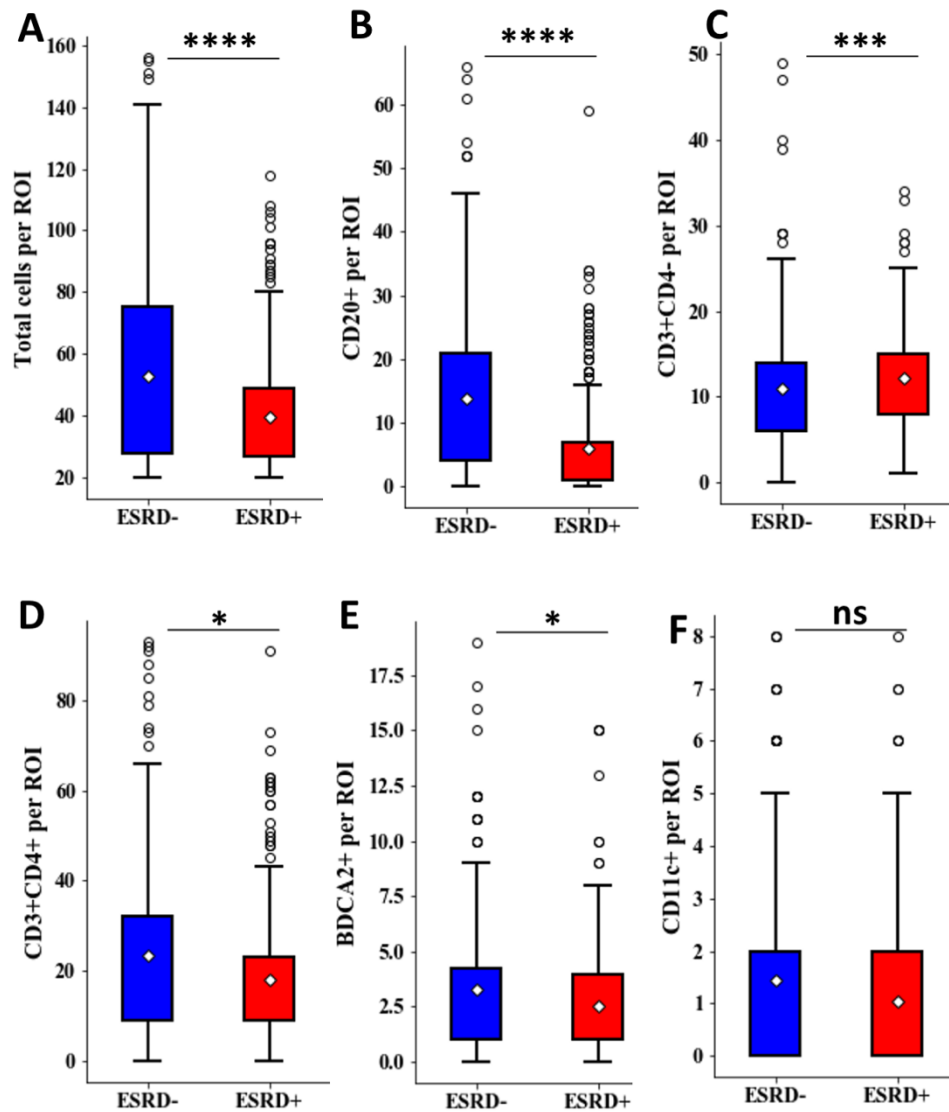 A
****
Total cells per ROI
160
140
120
100
80
60
40
20
ESRD-
ESRD+
B
****
CD20+ per ROI
60
50
40
30
20
10
0
ESRD-
ESRD+
C
***
CD3+CD4- per ROI
50
40
30
20
10
0
ESRD-
ESRD+
D
*
CD3+CD4+ per ROI
80
60
40
20
0
ESRD-
ESRD+
E
*
BDCA2+ per ROI
17.5
15.0
12.5
10.0
7.5
5.0
2.5
0.0
ESRD-
ESRD+
F
ns
CD11c+ per ROI
8
7
6
5
4
3
2
1
0
ESRD-
ESRD+